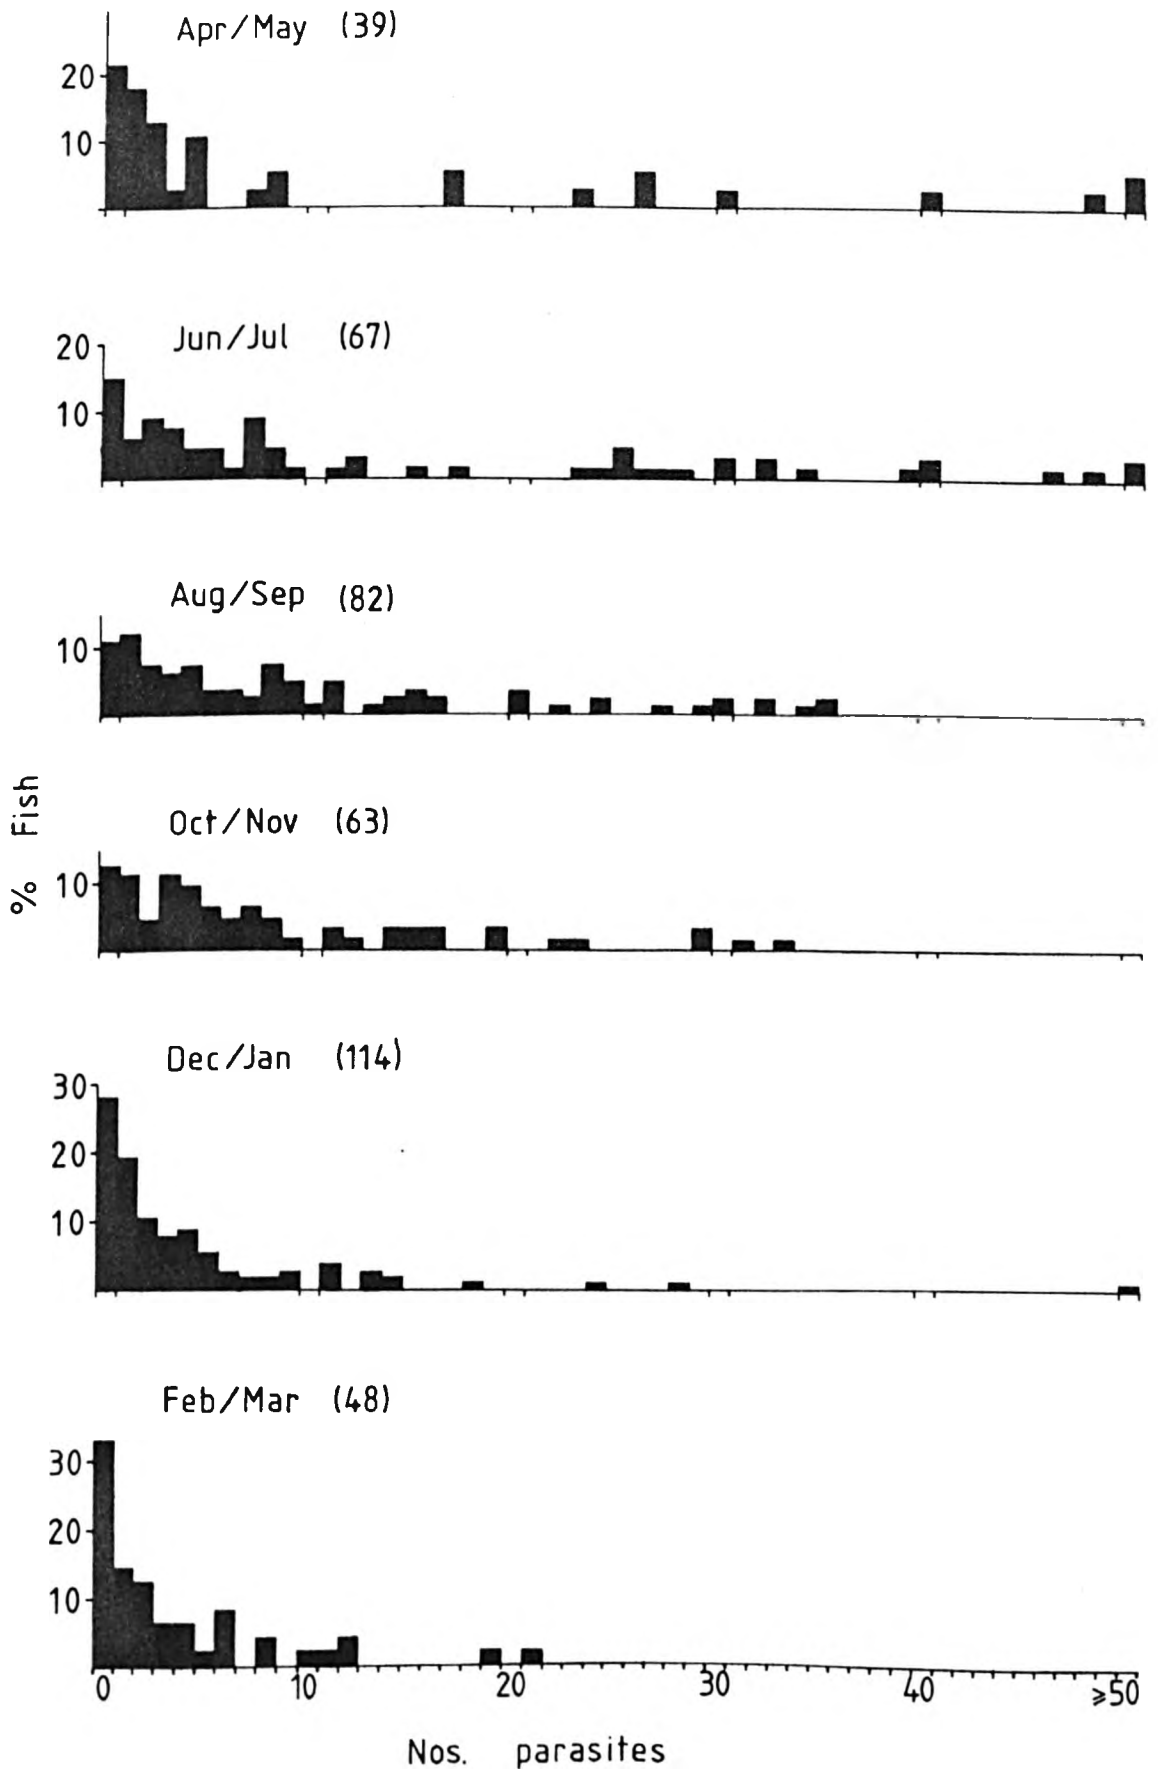 Apr/May (39)
20
10
Jun/Jul (67)
20
10
Aug/Sep (82)
10
% Fish
Oct/Nov (63)
10
Dec/Jan (114)
30
20
10
Feb/Mar (48)
30
20
10
0 10 20 30 40 ≥50
Nos. parasites